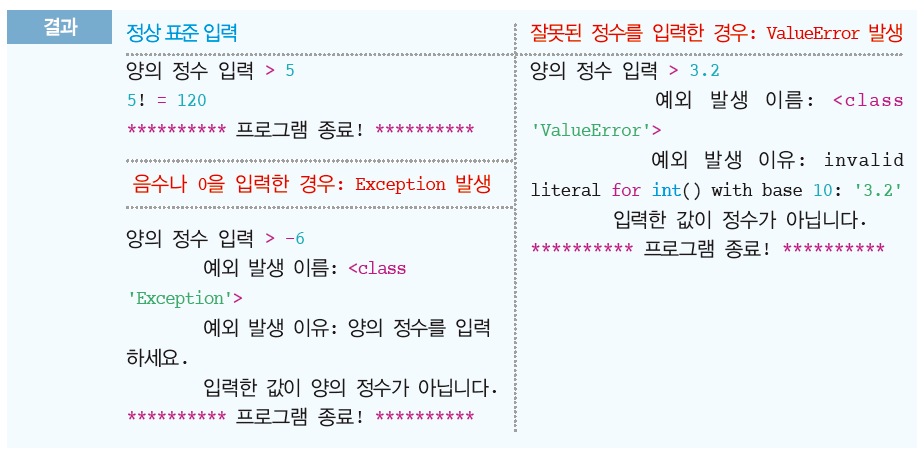 결과
정상 표준 입력
양의 정수 입력 > 5
5! = 120
********** 프로그램 종료! **********
음수나 0을 입력한 경우: Exception 발생
양의 정수 입력 > -6
예외 발생 이름: <class
'Exception'>
예외 발생 이유: 양의 정수를 입력
하세요.
입력한 값이 양의 정수가 아닙니다.
********** 프로그램 종료! **********
잘못된 정수를 입력한 경우: ValueError 발생
양의 정수 입력 > 3.2
예외 발생 이름: <class
'ValueError'>
예외 발생 이유: invalid
literal for int() with base 10: '3.2'
입력한 값이 정수가 아닙니다.
********** 프로그램 종료! **********